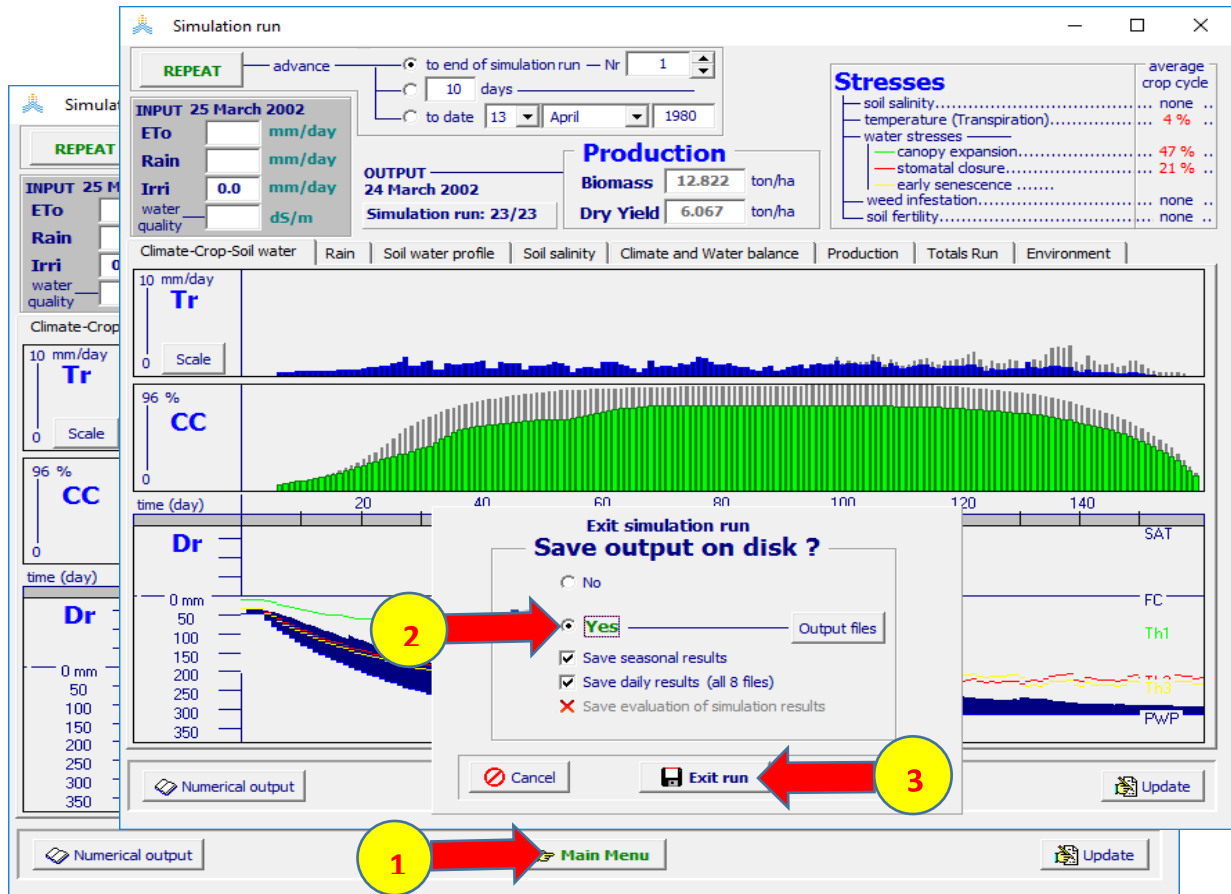 Simulation run
REPEAT
advance
to end of simulation run
Nr
1
10 days
to date 13 April 1980
INPUT 25 March 2002
ETo mm/day
Rain mm/day
Irri 0.0 mm/day
water quality dS/m
OUTPUT
24 March 2002
Simulation run: 23/23
Production
Biomass 12.822 ton/ha
Dry Yield 6.067 ton/ha
Stresses
average
crop cycle
soil salinity........ none ..
temperature (Transpiration)........ 4 % ..
water stresses
canopy expansion........ 47 % ..
stomatal closure........ 21 % ..
early senescence .......
weed infestation........ none ..
soil fertility........ none ..
Climate-Crop-Soil water Rain Soil water profile Soil salinity Climate and Water balance Production Totals Run Environment
10 mm/day
Tr
0
Scale
96 %
CC
0
time (day) 20 40 60 80 100 120 140
Dr
0 mm
50
100
150
200
250
300
350
SAT
FC
Th1
Th3
PWP
Exit simulation run
Save output on disk ?
No
Yes
Output files
Save seasonal results
Save daily results (all 8 files)
Save evaluation of simulation results
Cancel
Exit run
Numerical output
Update
2
3
Simulat
REPEAT
INPUT 25 M
ETo
Rain
Irri 0
water
quality
Climate-Crop
10 mm/day
Tr
0
Scale
96 %
CC
0
time (day)
Dr
0 mm
50
100
150
200
250
300
350
Numerical output
1
Main Menu
Update